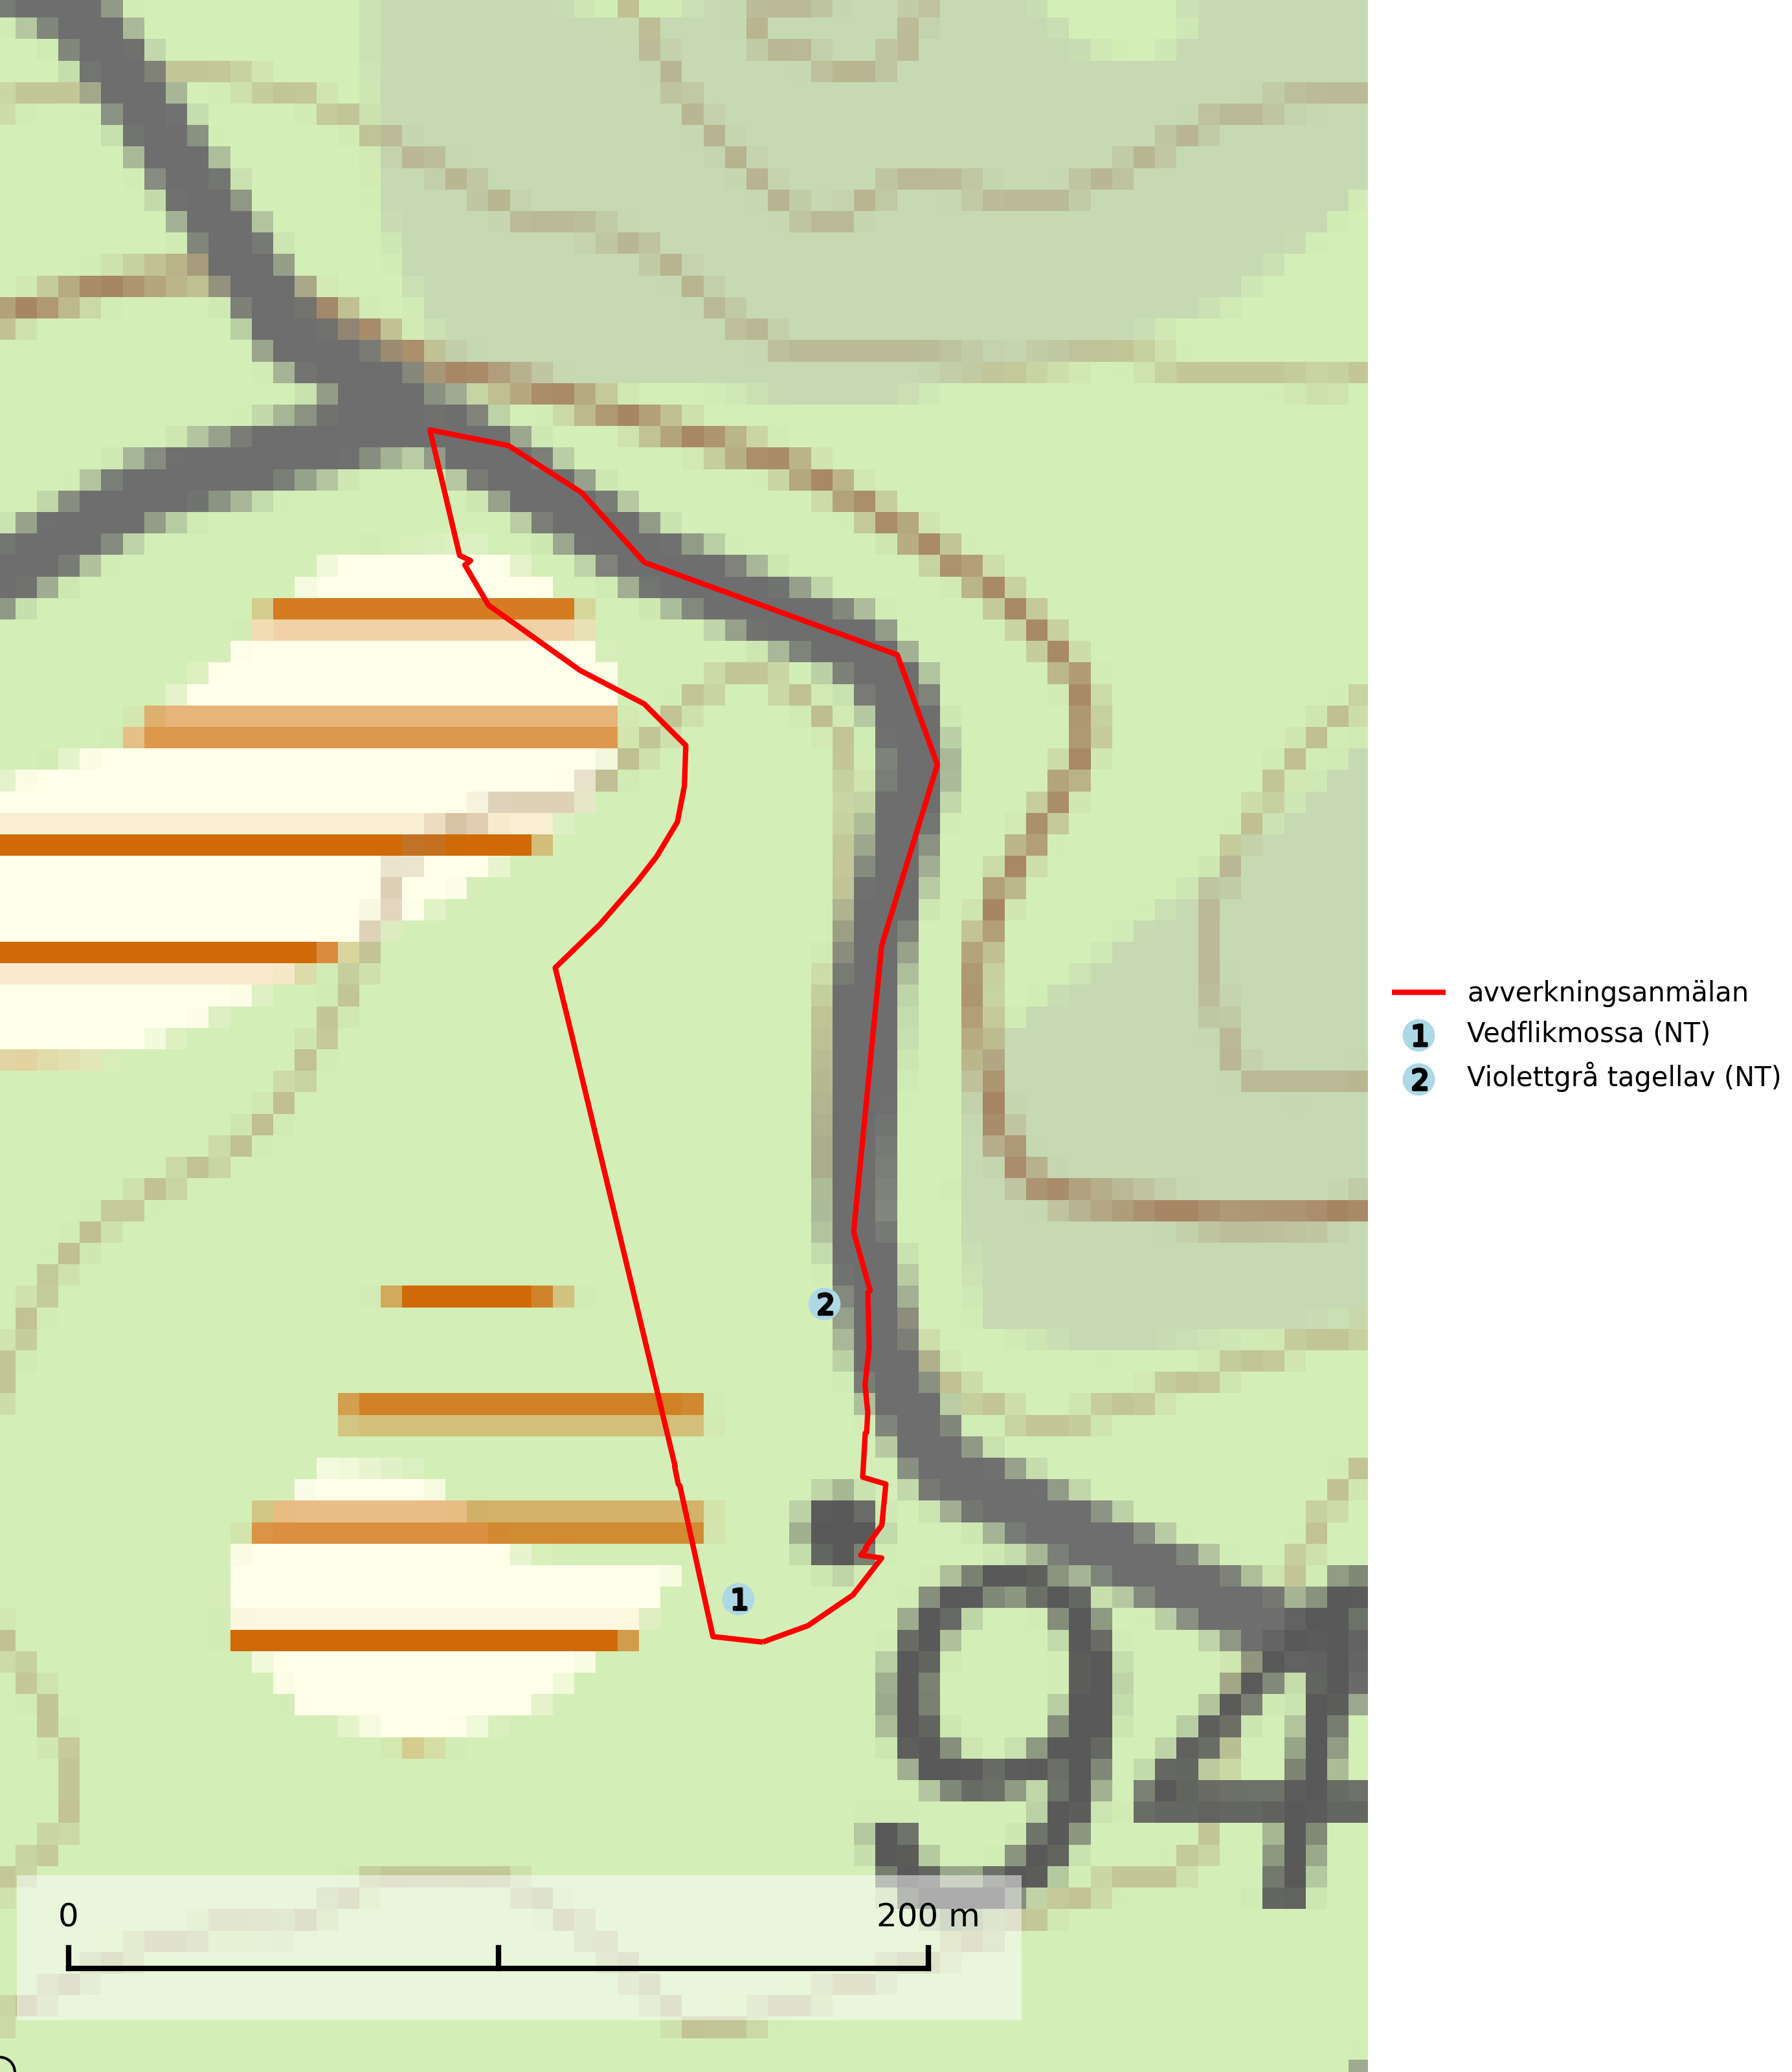 avverkningsanmälan
1 Vedflikmossa (NT)
2 Violettgrå tagellav (NT)
2
1
94
0 200 m